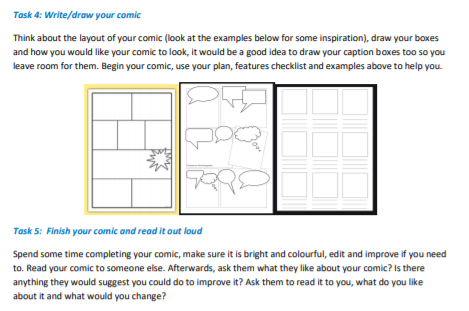 Task 4: Write/draw your comic
Think about the layout of your comic (look at the examples below for some inspiration), draw your boxes
and how you would like your comic to look, it would be a good idea to draw your caption boxes too so you
leave room for them. Begin your comic, use your plan, features checklist and examples above to help you.
Task 5: Finish your comic and read it out loud
Spend some time completing your comic, make sure it is bright and colourful, edit and improve if you need
to. Read your comic to someone else. Afterwards, ask them what they like about your comic? Is there
anything they would suggest you could do to improve it? Ask them to read it to you, what do you like
about it and what would you change?